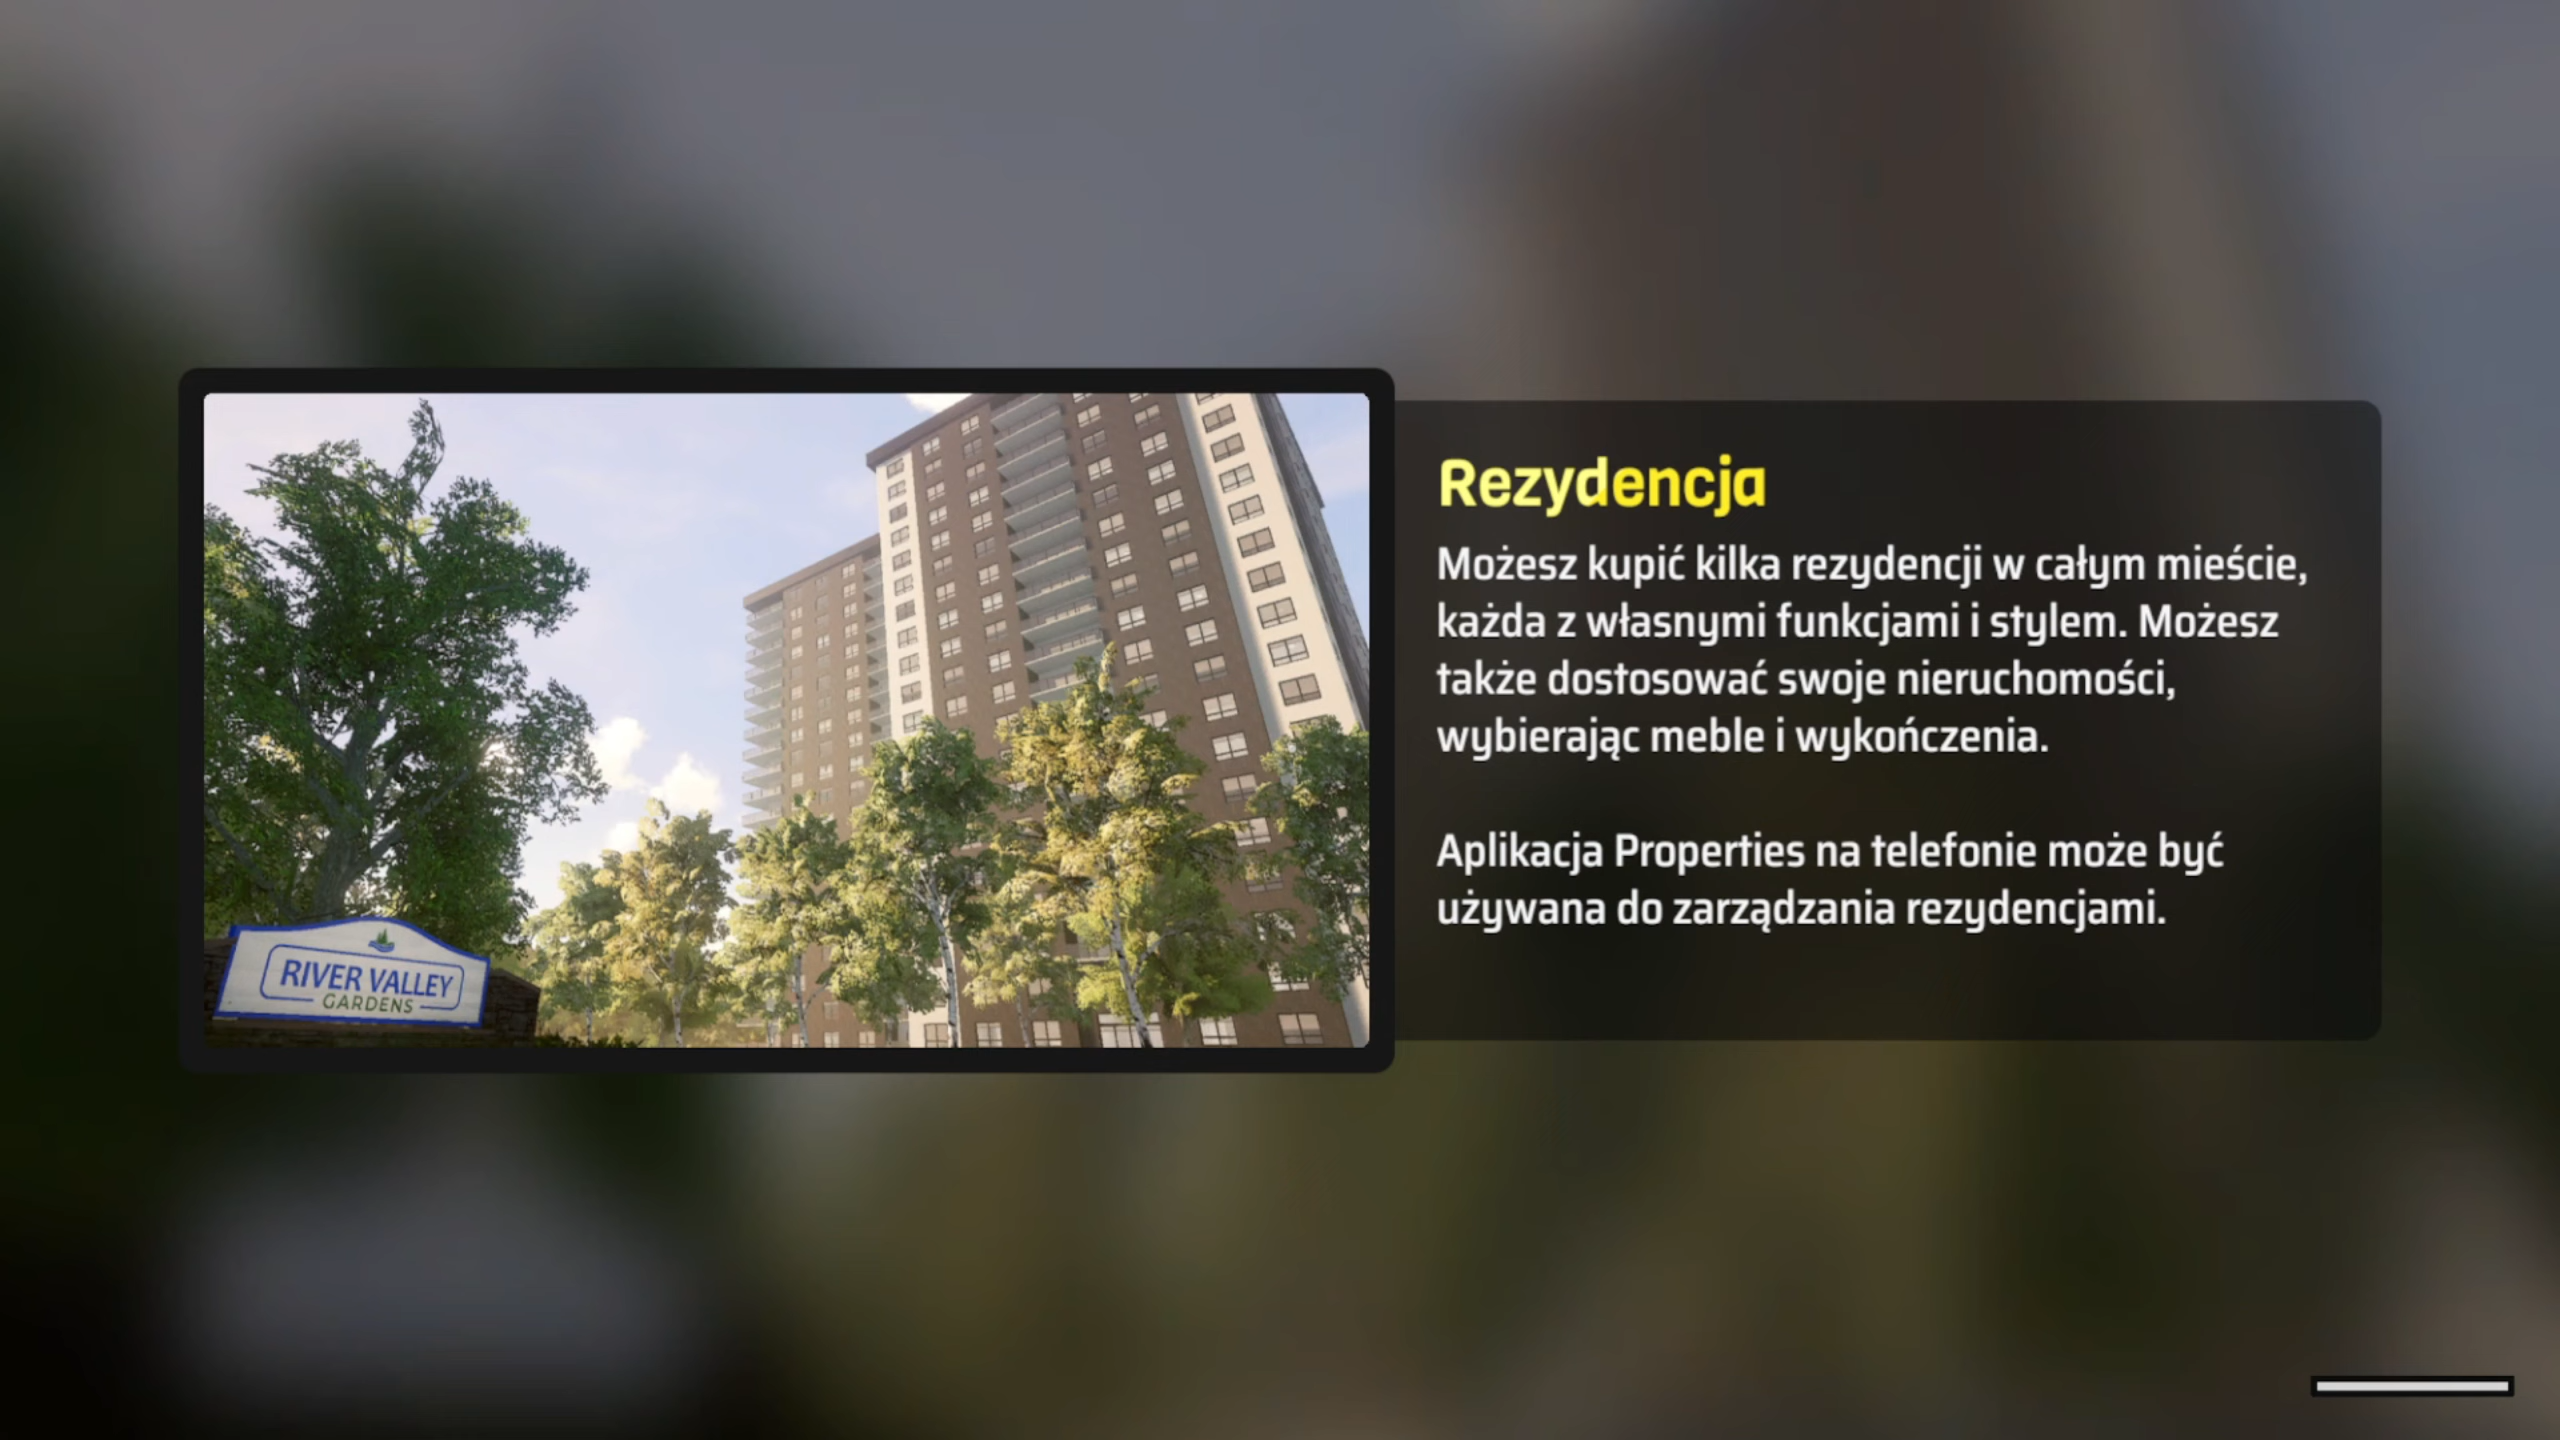 Rezydencja
Możesz kupić kilka rezydencji w całym mieście,
każda z własnymi funkcjami i stylem. Możesz
także dostosować swoje nieruchomości,
wybierając meble i wykończenia.
Aplikacja Properties na telefonie może być
używana do zarządzania rezydencjami.
RIVER VALLEY
GARDENS